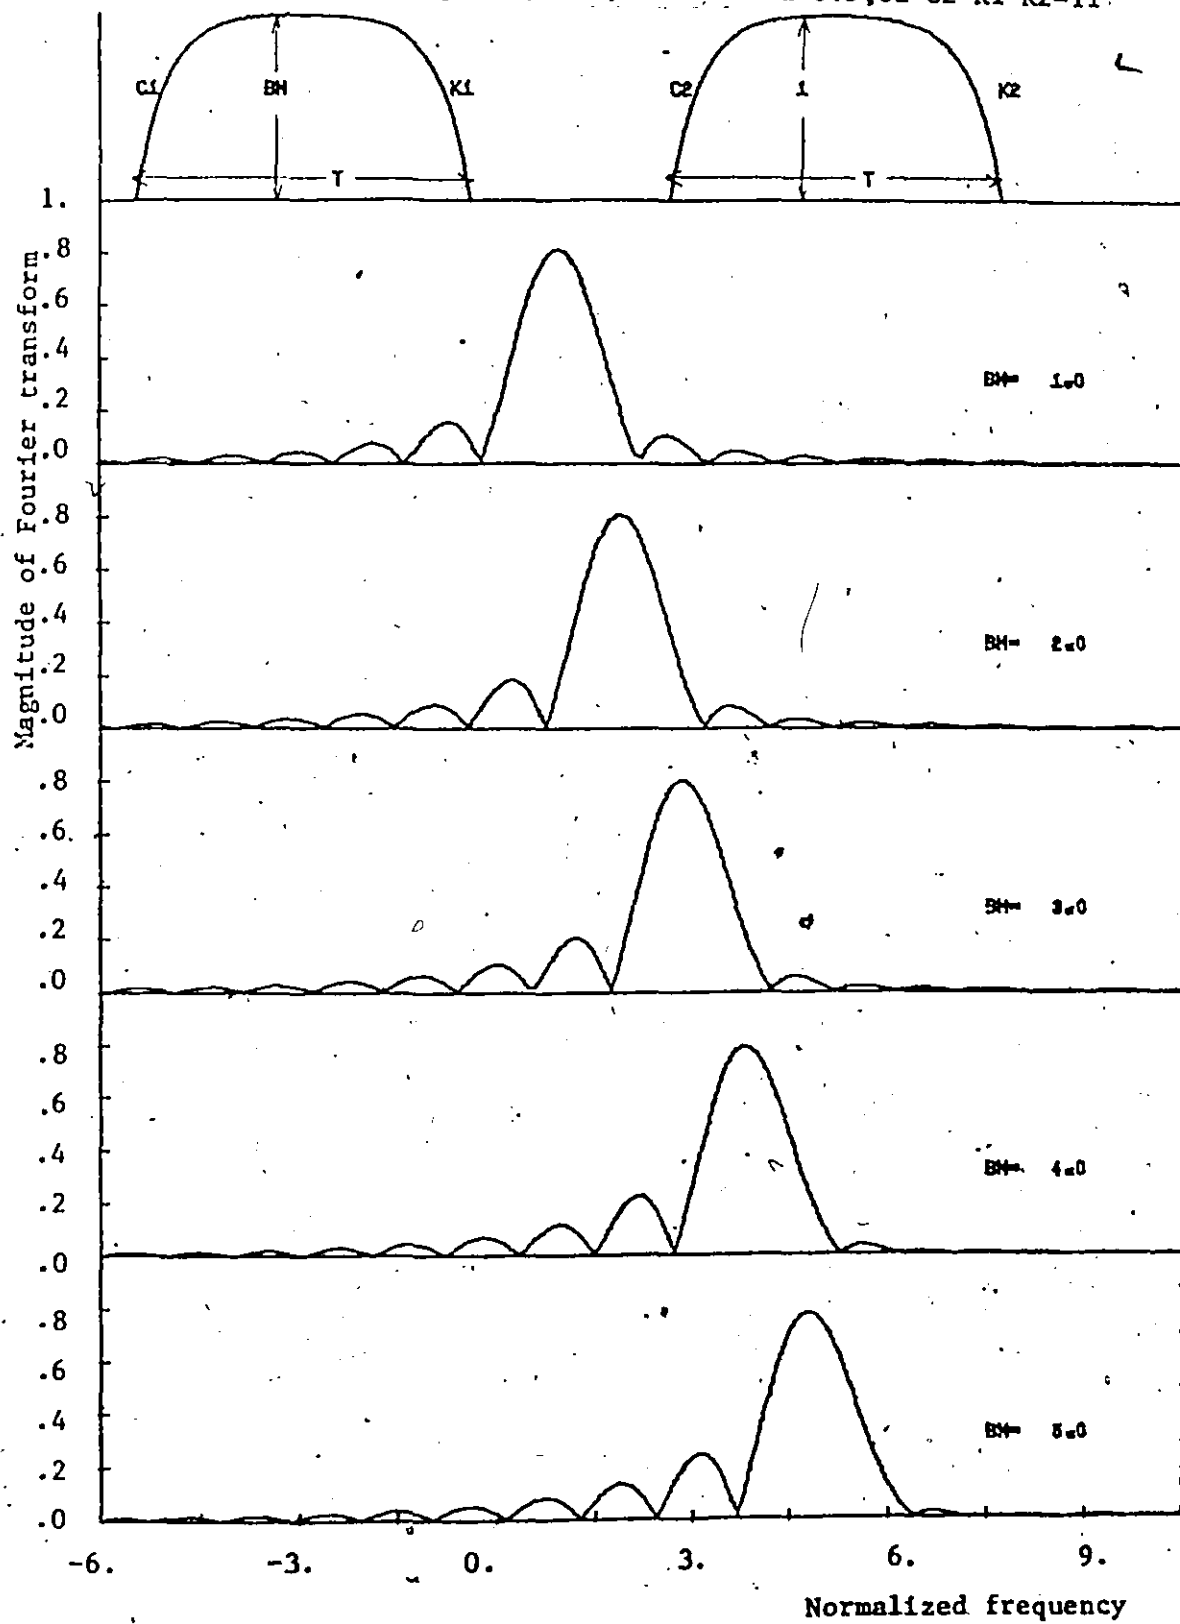 C1 BH K1 C2 1 K2
T T
1.
.8
.6
.4
.2
.0
BH= 1.0
.8
.6
.4
.2
.0
BH= 2.0
.8
.6
.4
.2
.0
BH= 3.0
.8
.6
.4
.2
.0
BH= 4.0
.8
.6
.4
.2
.0
BH= 5.0
Magnitude of Fourier transform
-6. -3. 0. 3. 6. 9.
Normalized frequency